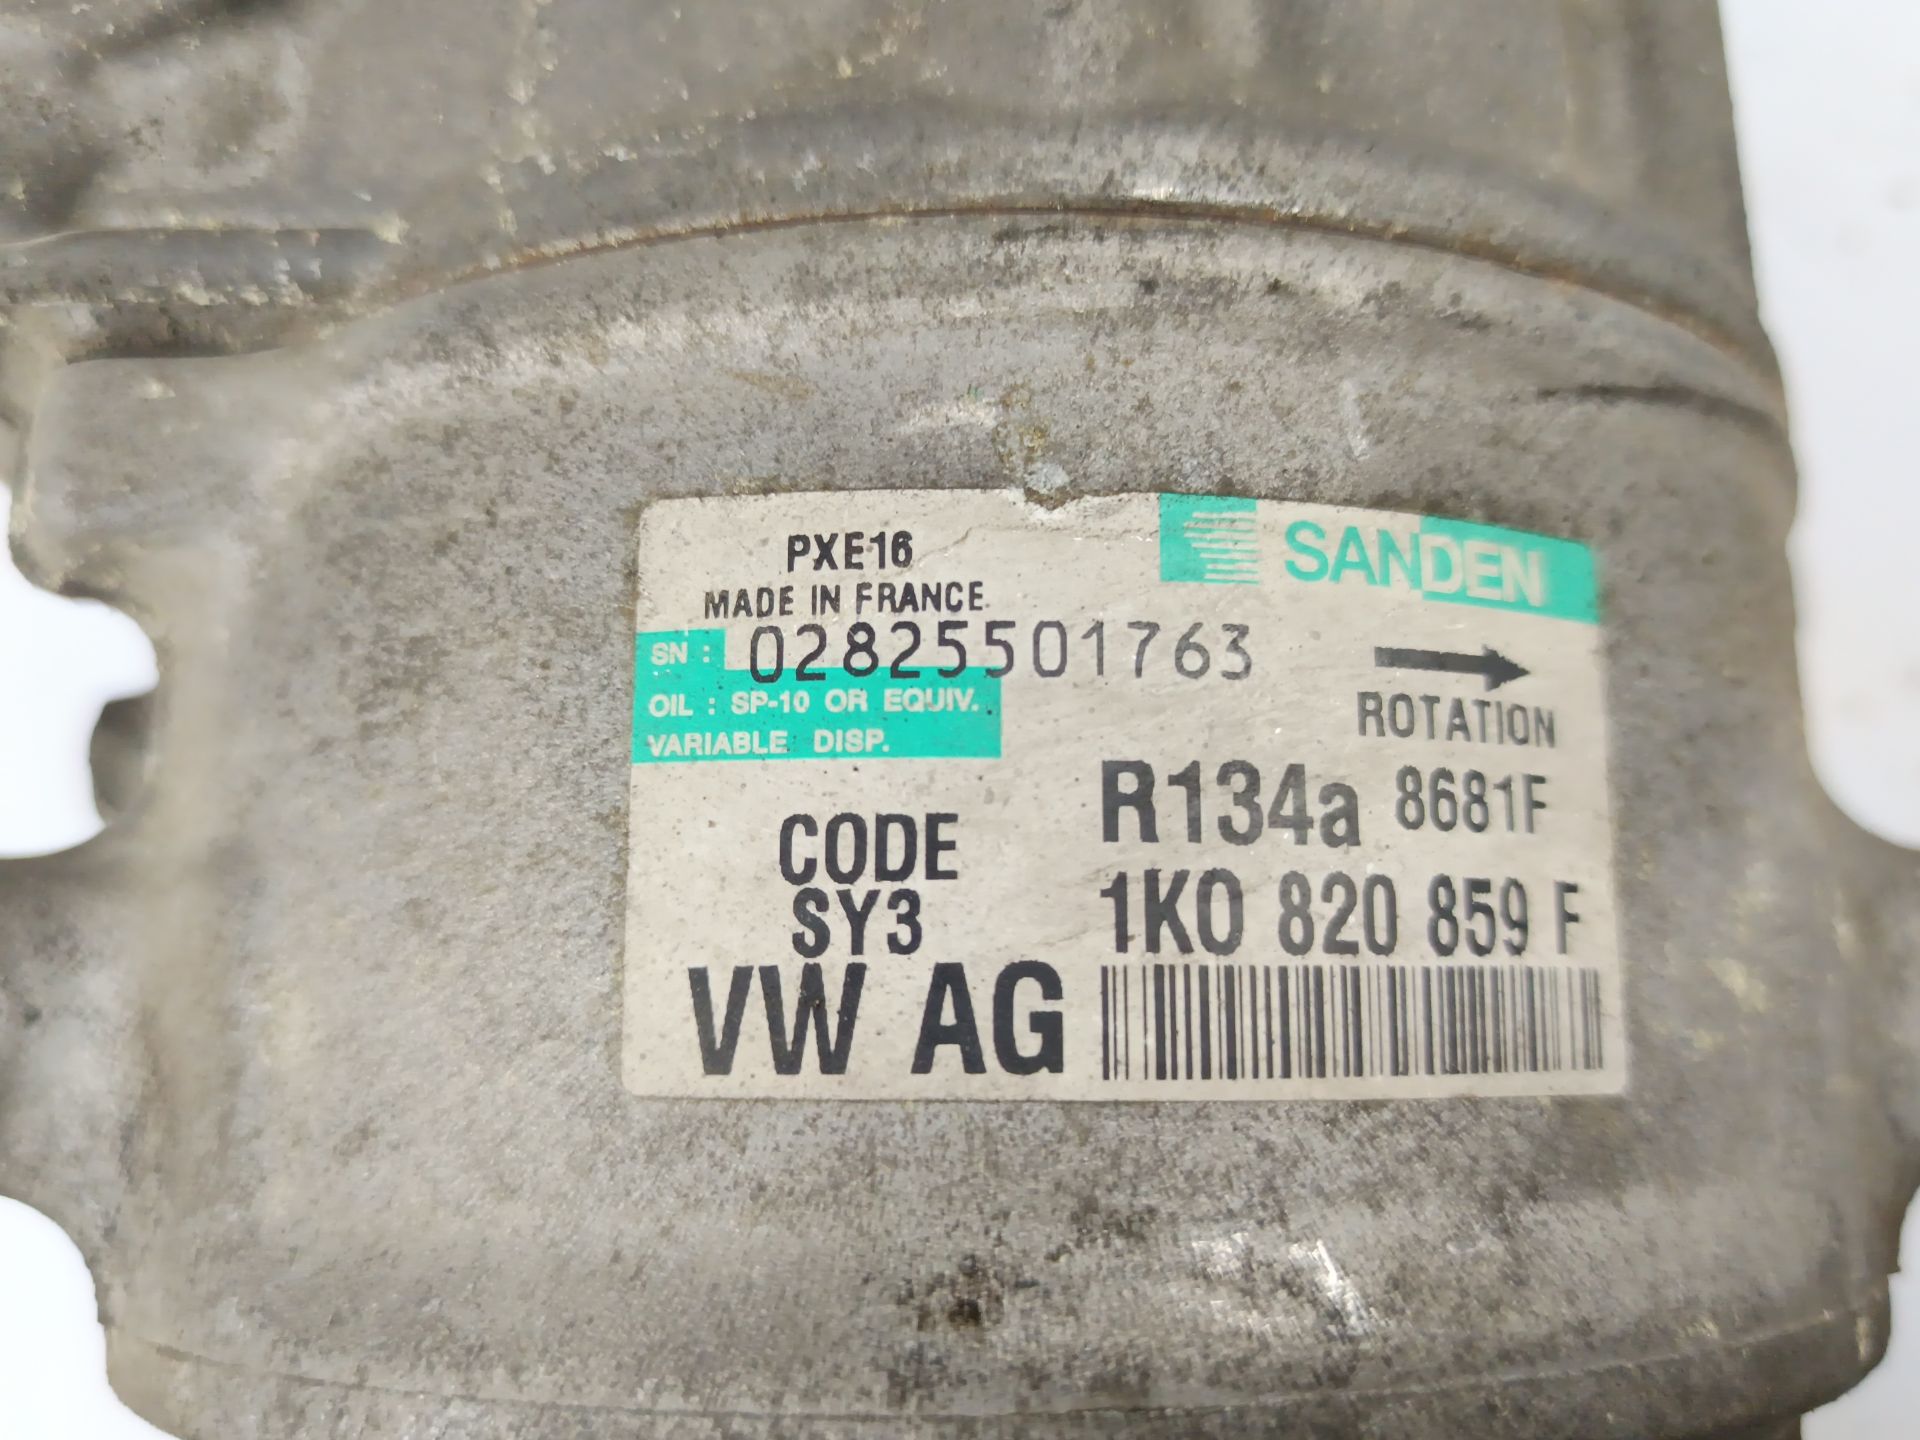 PXE16
SANDEN
MADE IN FRANCE
SN : 02825501763
OIL : SP-10 OR EQUIV.
VARIABLE DISP.
ROTATION
R134a 8681F
CODE
SY3
1K0 820 859 F
VW AG